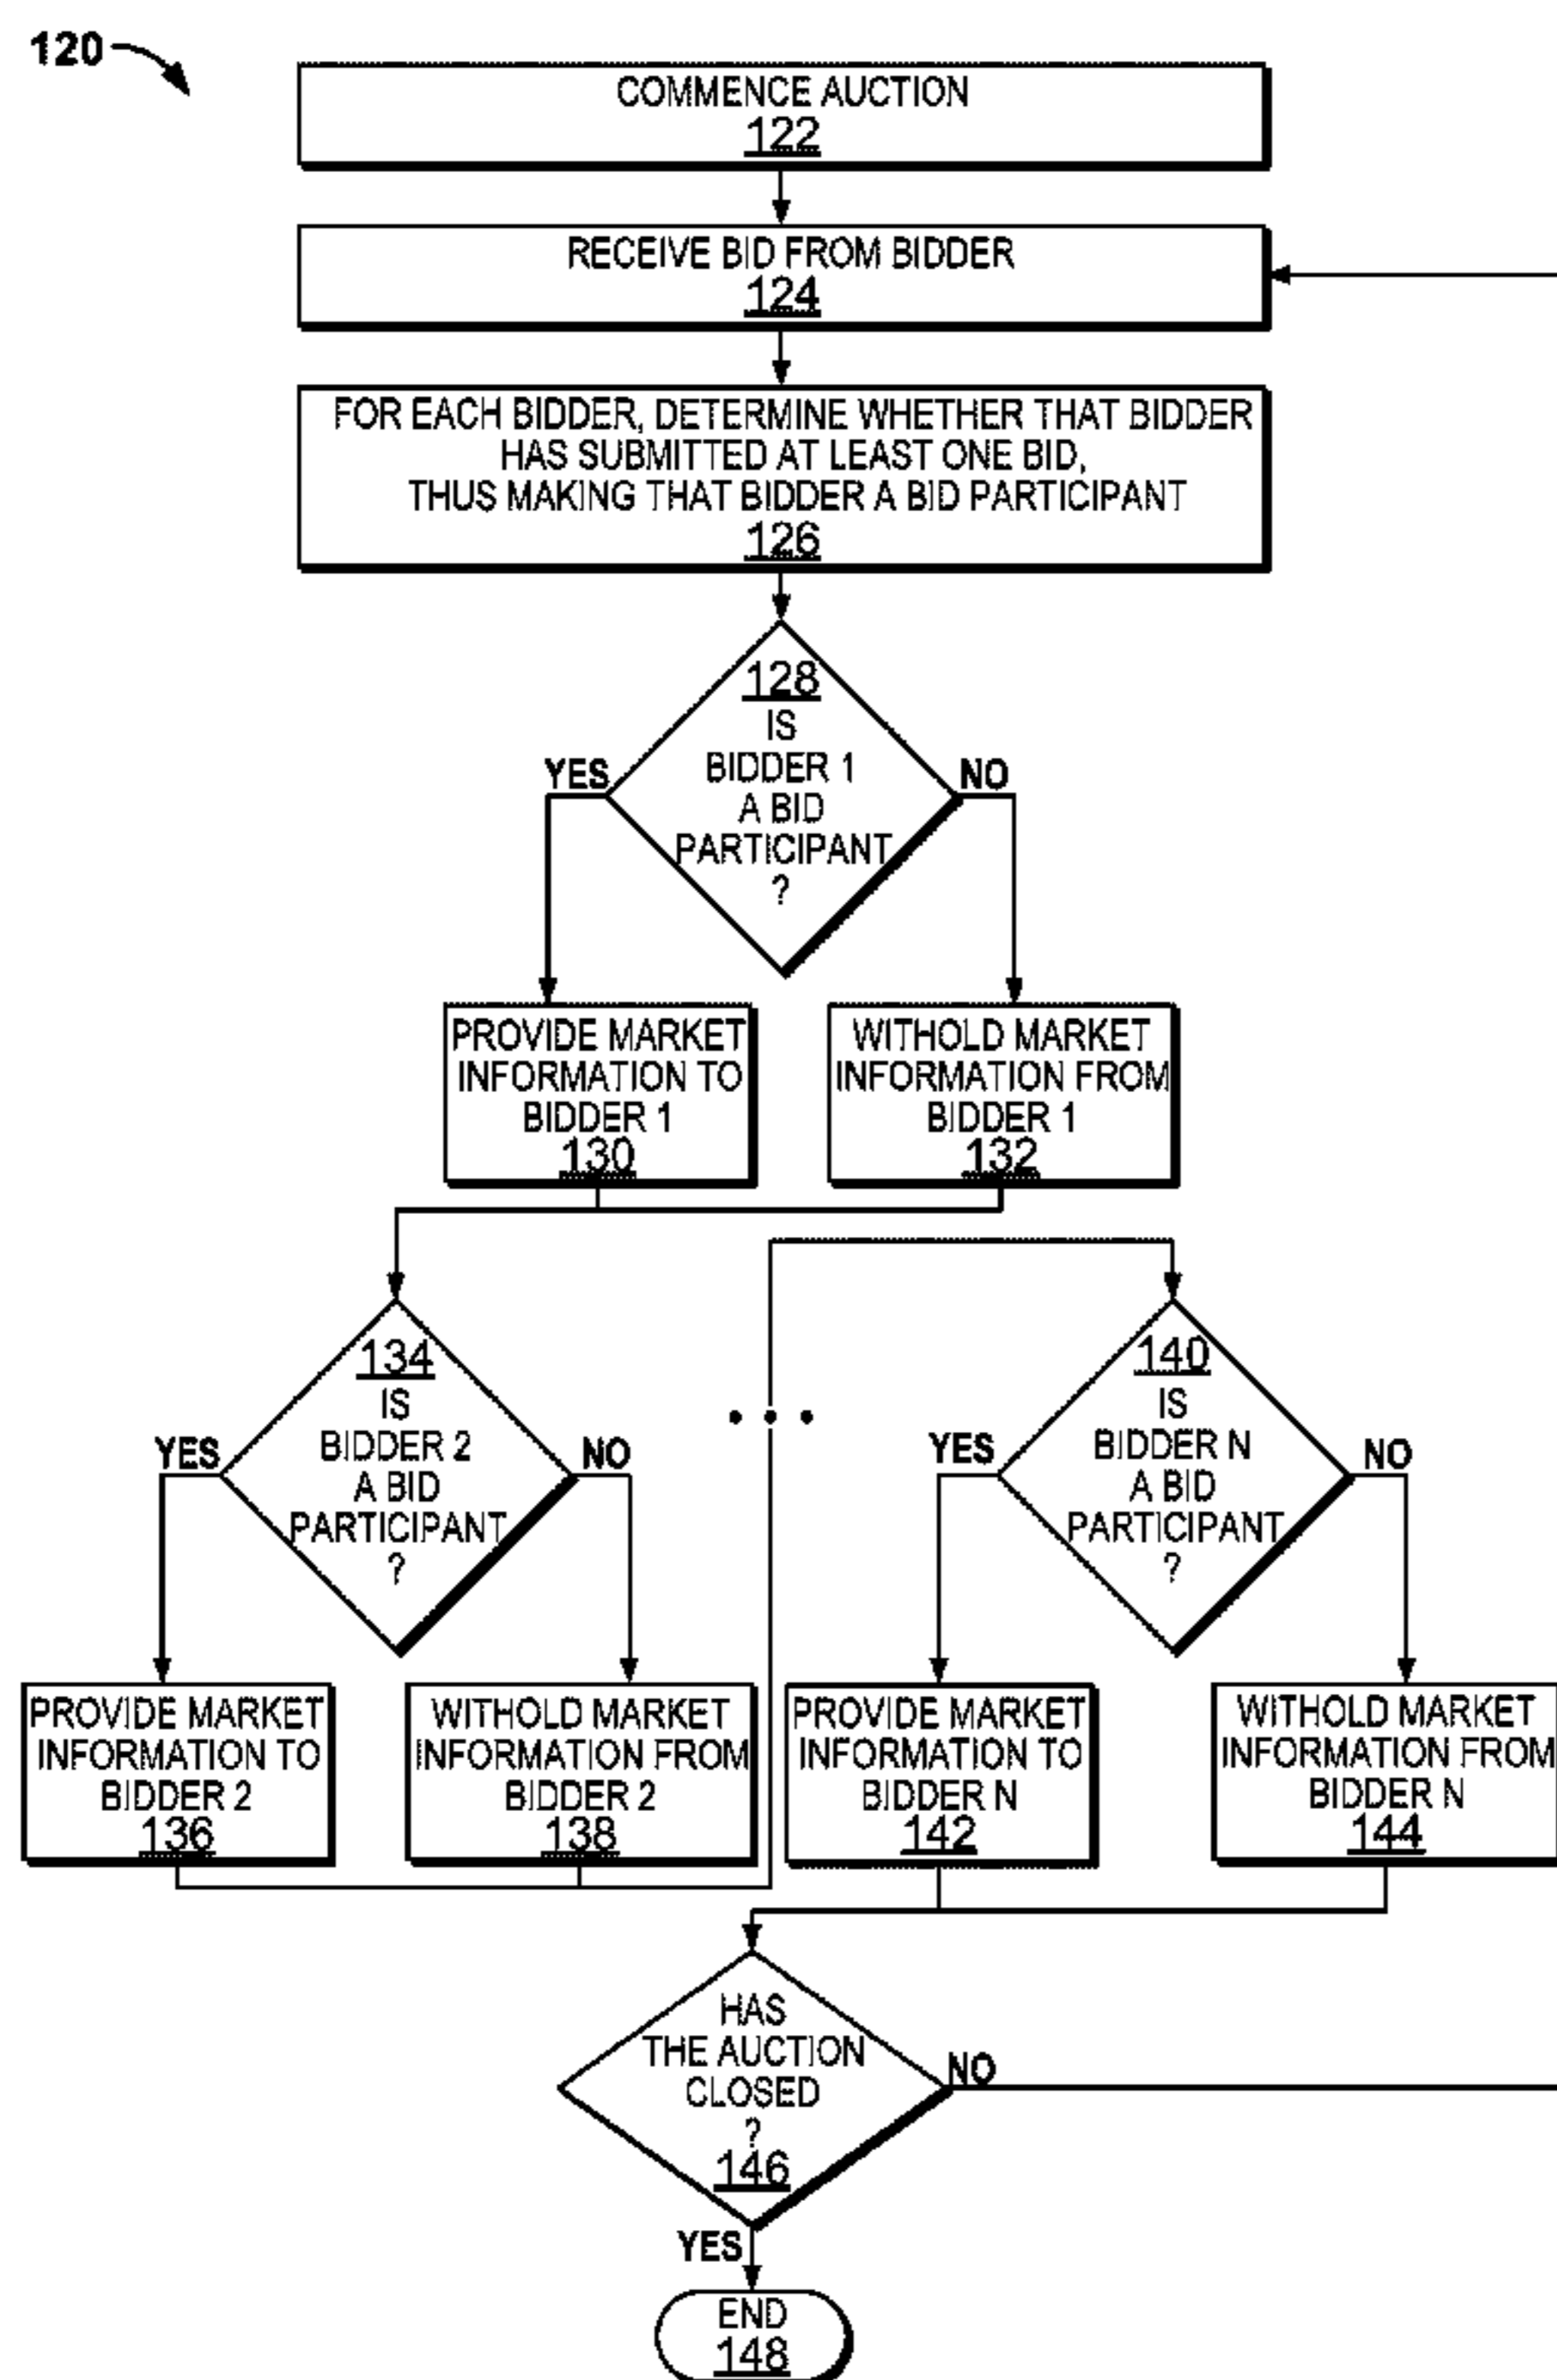 120
COMMENCE AUCTION
122
RECEIVE BID FROM BIDDER
124
FOR EACH BIDDER, DETERMINE WHETHER THAT BIDDER
HAS SUBMITTED AT LEAST ONE BID,
THUS MAKING THAT BIDDER A BID PARTICIPANT
126
128
IS
BIDDER 1
A BID
PARTICIPANT
?
YES
NO
PROVIDE MARKET
INFORMATION TO
BIDDER 1
130
WITHOLD MARKET
INFORMATION FROM
BIDDER 1
132
134
IS
BIDDER 2
A BID
PARTICIPANT
?
YES
NO
• • •
140
IS
BIDDER N
A BID
PARTICIPANT
?
YES
NO
PROVIDE MARKET
INFORMATION TO
BIDDER 2
136
WITHOLD MARKET
INFORMATION FROM
BIDDER 2
138
PROVIDE MARKET
INFORMATION TO
BIDDER N
142
WITHOLD MARKET
INFORMATION FROM
BIDDER N
144
HAS
THE AUCTION
CLOSED
?
146
NO
YES
END
148